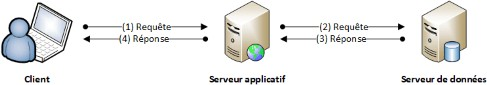 (1) Requête
(2) Requête
(4) Réponse
(3) Réponse
Client
Serveur applicatif
Serveur de données